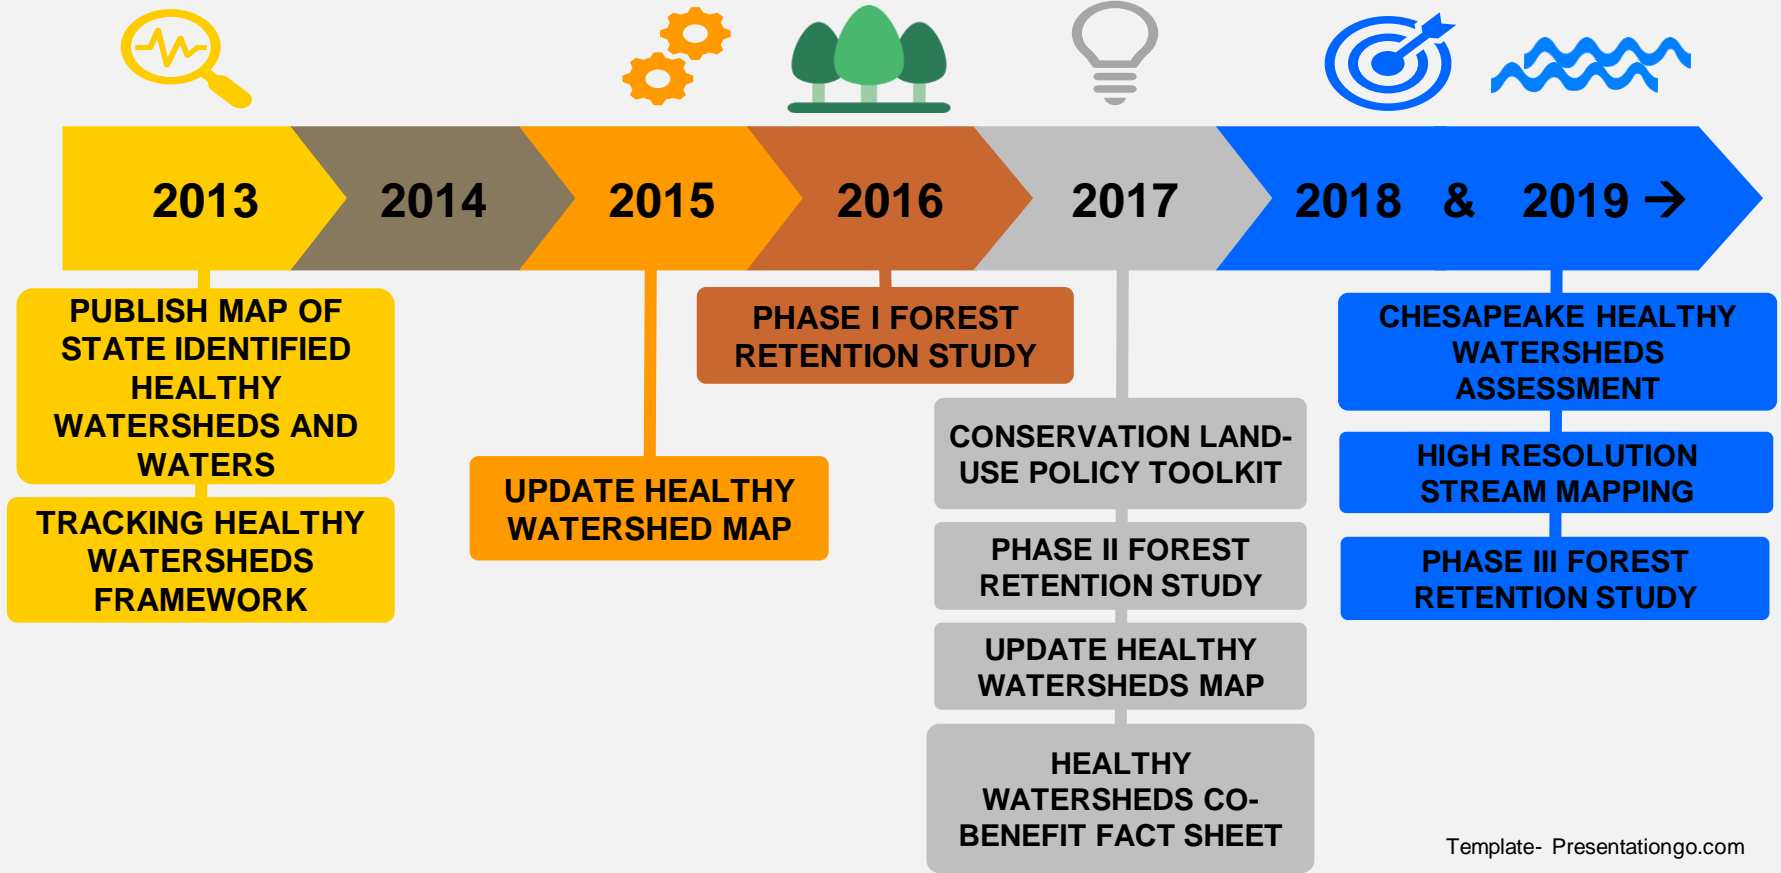 2013
2014
2015
2016
2017
2018 & 2019 →
PUBLISH MAP OF
STATE IDENTIFIED
HEALTHY
WATERSHEDS AND
WATERS
TRACKING HEALTHY
WATERSHEDS
FRAMEWORK
UPDATE HEALTHY
WATERSHED MAP
PHASE I FOREST
RETENTION STUDY
CONSERVATION LAND-
USE POLICY TOOLKIT
PHASE II FOREST
RETENTION STUDY
UPDATE HEALTHY
WATERSHEDS MAP
HEALTHY
WATERSHEDS CO-
BENEFIT FACT SHEET
CHESAPEAKE HEALTHY
WATERSHEDS
ASSESSMENT
HIGH RESOLUTION
STREAM MAPPING
PHASE III FOREST
RETENTION STUDY
Template- Presentationgo.com